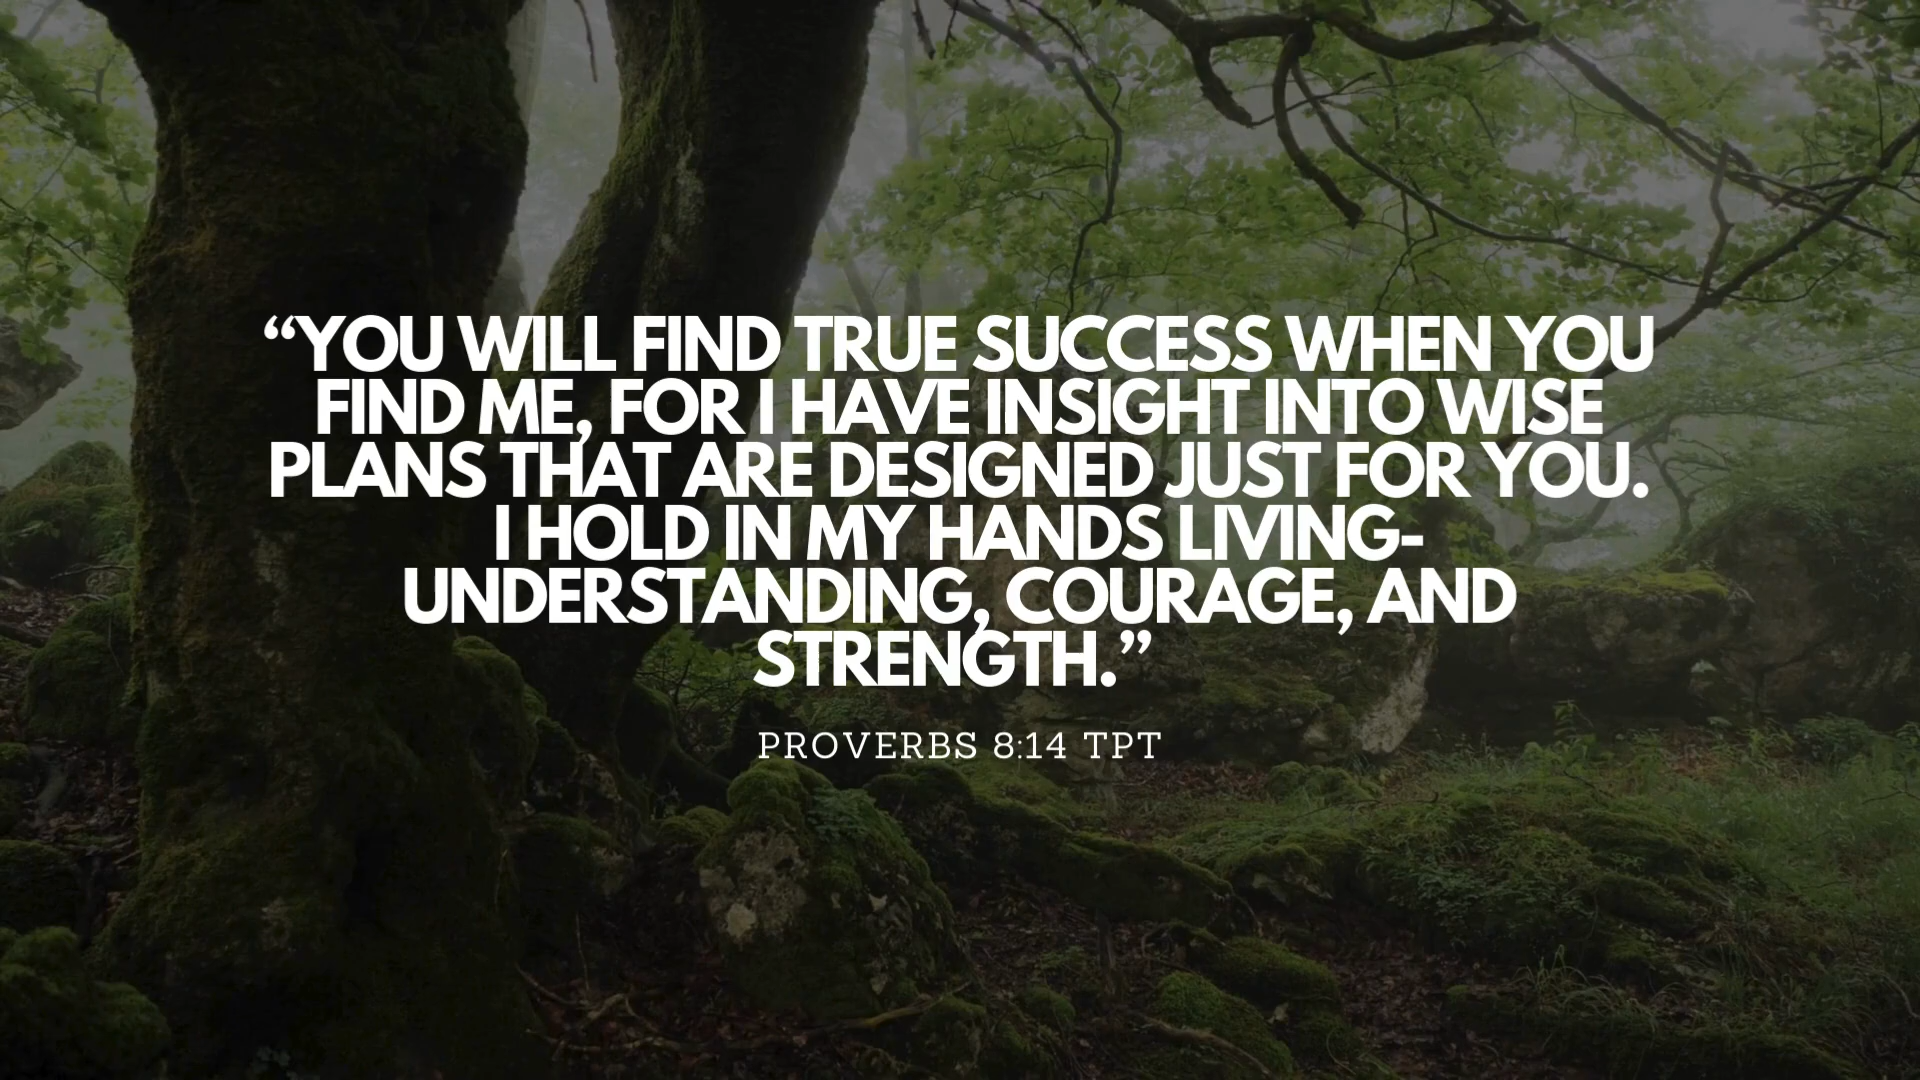 “YOU WILL FIND TRUE SUCCESS WHEN YOU
FIND ME, FOR I HAVE INSIGHT INTO WISE
PLANS THAT ARE DESIGNED JUST FOR YOU.
I HOLD IN MY HANDS LIVING-
UNDERSTANDING, COURAGE, AND
STRENGTH.”
PROVERBS 8:14 TPT